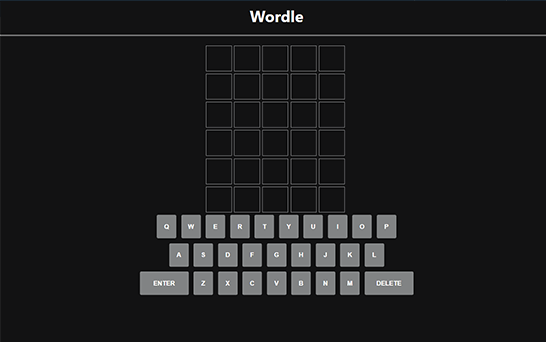 Wordle
Q W E R T Y U I O P
A S D F G H J K L
ENTER Z X C V B N M DELETE